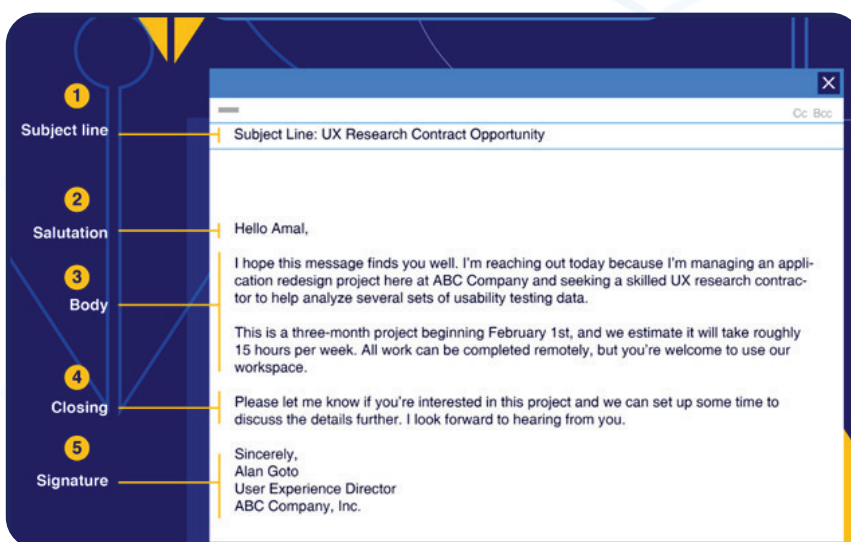 1
Subject line
2
Salutation
3
Body
4
Closing
5
Signature
Cc Bcc
Subject Line: UX Research Contract Opportunity
Hello Amal,
I hope this message finds you well. I'm reaching out today because I'm managing an appli-
cation redesign project here at ABC Company and seeking a skilled UX research contrac-
tor to help analyze several sets of usability testing data.
This is a three-month project beginning February 1st, and we estimate it will take roughly
15 hours per week. All work can be completed remotely, but you're welcome to use our
workspace.
Please let me know if you're interested in this project and we can set up some time to
discuss the details further. I look forward to hearing from you.
Sincerely,
Alan Goto
User Experience Director
ABC Company, Inc.